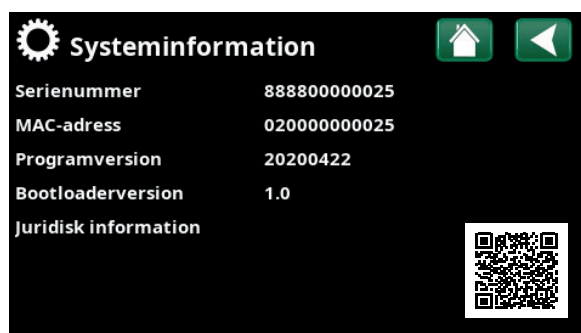 Systeminformation
Serienummer 888800000025
MAC-adress 020000000025
Programversion 20200422
Bootloaderversion 1.0
Juridisk information